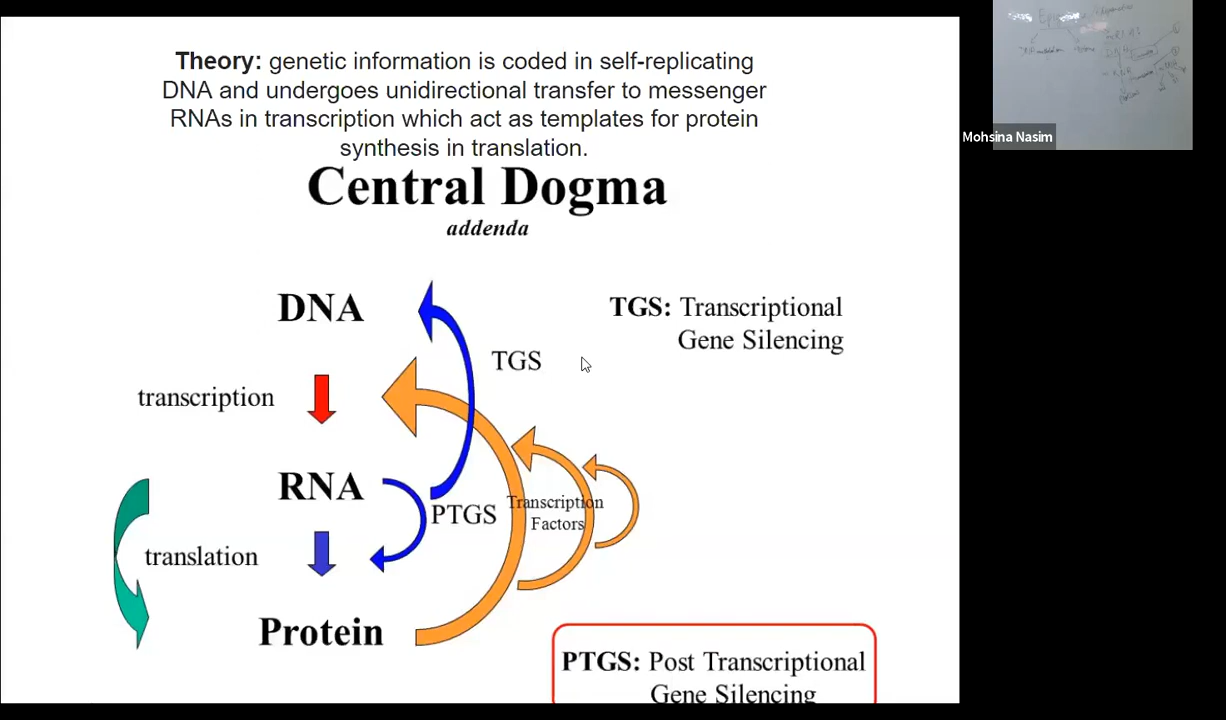 Theory: genetic information is coded in self-replicating
DNA and undergoes unidirectional transfer to messenger
RNAs in transcription which act as templates for protein
synthesis in translation.
Central Dogma
addenda
DNA
TGS: Transcriptional
Gene Silencing
TGS
transcription
RNA
Transcription
Factors
PTGS
translation
Protein
PTGS: Post Transcriptional
Gene Silencing
Mohsina Nasim